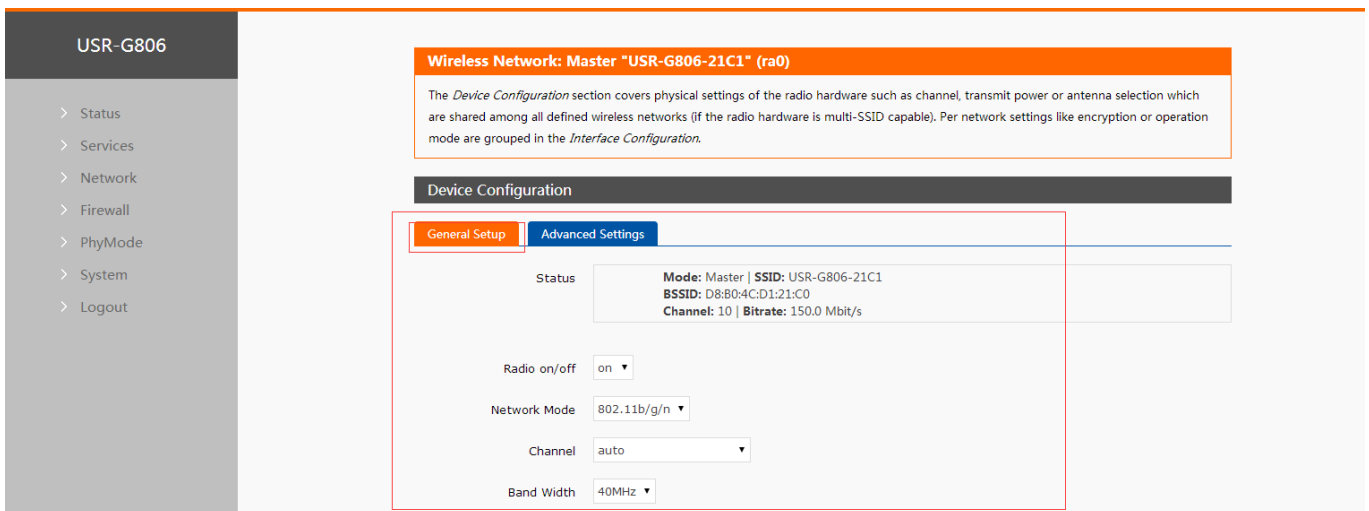 USR-G806
Status
Services
Network
Firewall
PhyMode
System
Logout
Wireless Network: Master "USR-G806-21C1" (ra0)
The Device Configuration section covers physical settings of the radio hardware such as channel, transmit power or antenna selection which
are shared among all defined wireless networks (if the radio hardware is multi-SSID capable). Per network settings like encryption or operation
mode are grouped in the Interface Configuration.
Device Configuration
General Setup Advanced Settings
Status Mode: Master | SSID: USR-G806-21C1
BSSID: D8:B0:4C:D1:21:C0
Channel: 10 | Bitrate: 150.0 Mbit/s
Radio on/off on
Network Mode 802.11b/g/n
Channel auto
Band Width 40MHz